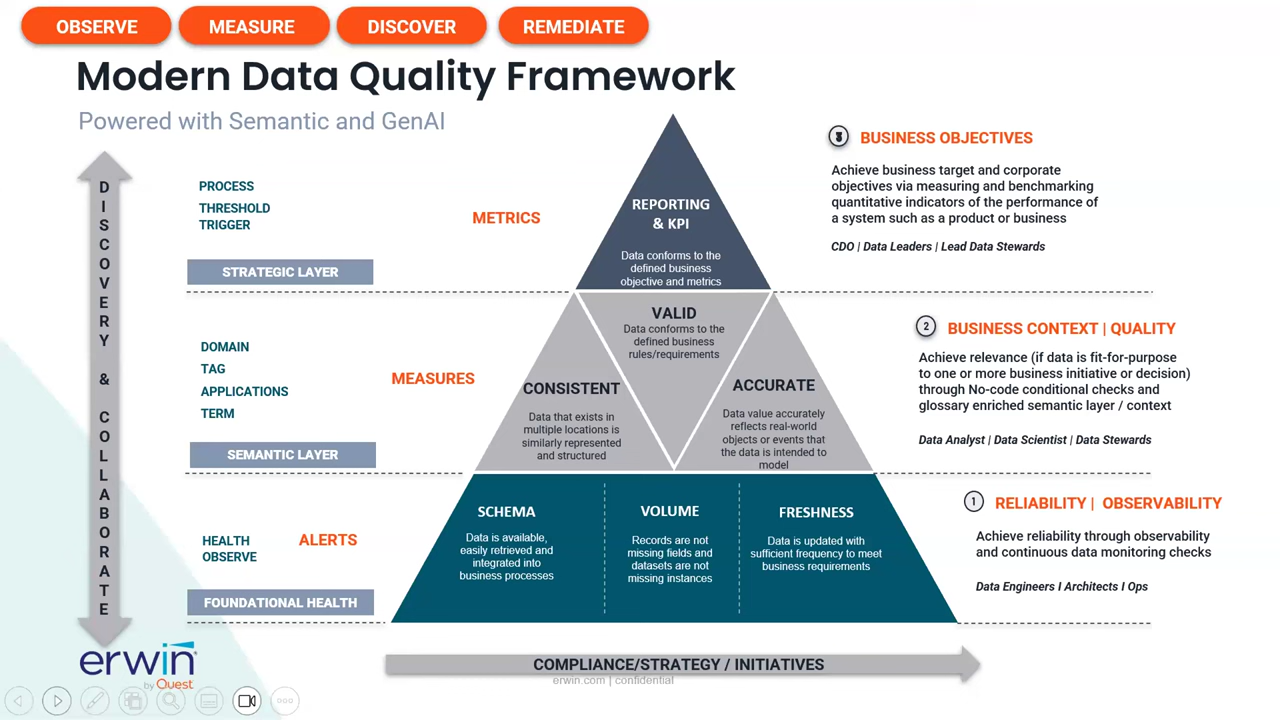 OBSERVE
MEASURE
DISCOVER
REMEDIATE
Modern Data Quality Framework
Powered with Semantic and GenAI
DISCOVERY & COLLABORATE
PROCESS
THRESHOLD
TRIGGER
STRATEGIC LAYER
METRICS
REPORTING
& KPI
Data conforms to the
defined business
objective and metrics
BUSINESS OBJECTIVES
Achieve business target and corporate
objectives via measuring and benchmarking
quantitative indicators of the performance of
a system such as a product or business
CDO | Data Leaders | Lead Data Stewards
DOMAIN
TAG
APPLICATIONS
TERM
SEMANTIC LAYER
MEASURES
VALID
Data conforms to the
defined business
rules/requirements
CONSISTENT
Data that exists in
multiple locations is
similarly represented
and structured
ACCURATE
Data value accurately
reflects real-world
objects or events that
the data is intended to
model
2 BUSINESS CONTEXT | QUALITY
Achieve relevance (if data is fit-for-purpose
to one or more business initiative or decision)
through No-code conditional checks and
glossary enriched semantic layer / context
Data Analyst | Data Scientist | Data Stewards
HEALTH
OBSERVE
FOUNDATIONAL HEALTH
ALERTS
SCHEMA
Data is available,
easily retrieved and
integrated into
business processes
VOLUME
Records are not
missing fields and
datasets are not
missing instances
FRESHNESS
Data is updated with
sufficient frequency to meet
business requirements
1 RELIABILITY | OBSERVABILITY
Achieve reliability through observability
and continuous data monitoring checks
Data Engineers I Architects I Ops
COMPLIANCE/STRATEGY / INITIATIVES
erwin.com | confidential
erwin
by Quest